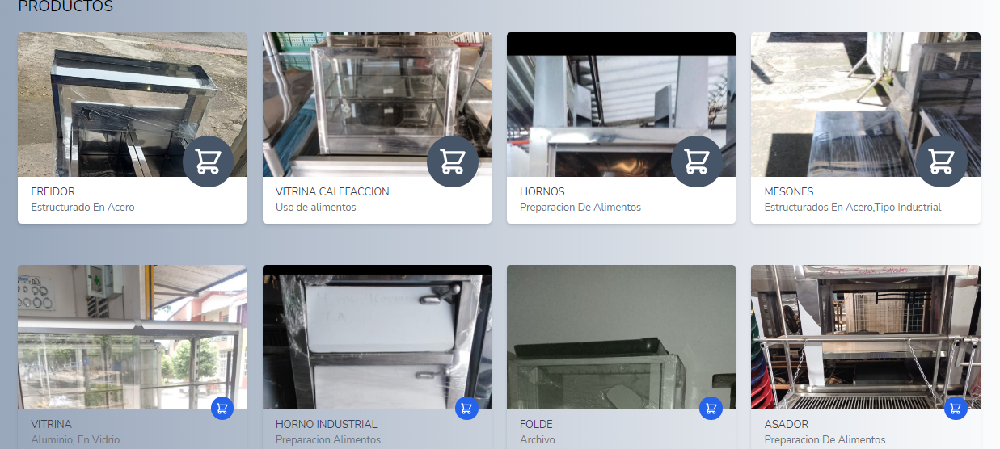 PRODUCTOS
FREIDOR
Estructurado En Acero
VITRINA CALEFACCION
Uso de alimentos
HORNOS
Preparacion De Alimentos
MESONES
Estructurados En Acero,Tipo Industrial
VITRINA
Aluminio, En Vidrio
HORNO INDUSTRIAL
Preparacion Alimentos
FOLDE
Archivo
ASADOR
Preparacion De Alimentos